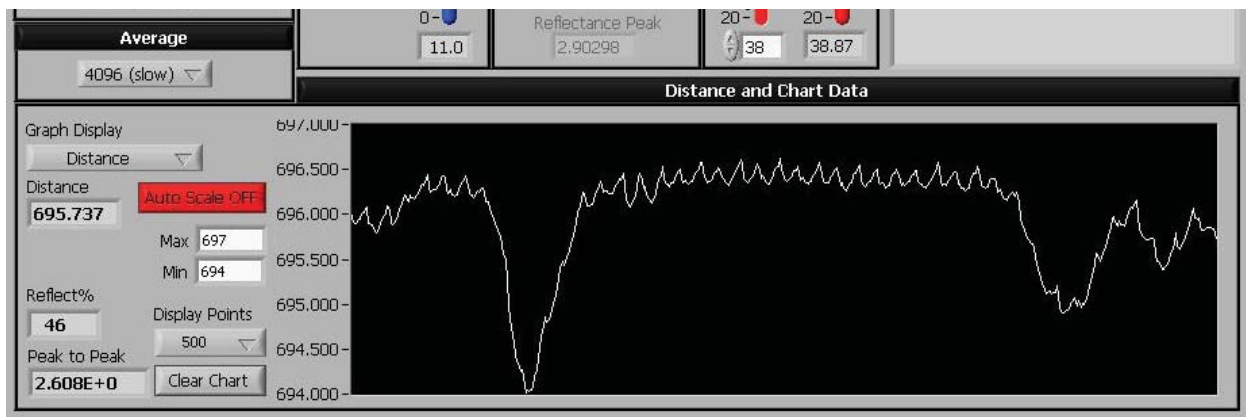 0-
Reflectance Peak
20-
20-
11.0
2.90298
38
38.87
Average
4096 (slow)
Distance and Chart Data
Graph Display
Distance
Distance
695.737
Auto Scale OFF
Max 697
Min 694
Reflect%
46
Display Points
500
Peak to Peak
2.608E+0
Clear Chart
697.000-
696.500-
696.000-
695.500-
695.000-
694.500-
694.000-